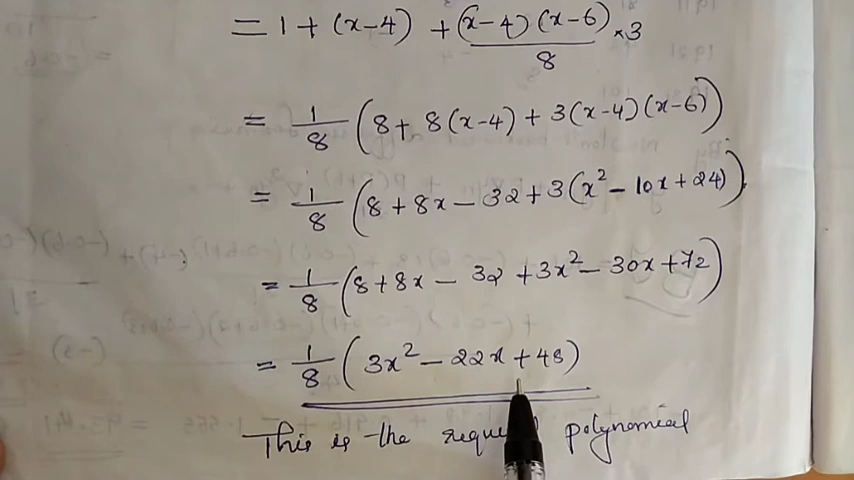 = 1 + (x-4) + (x-4)(x-6)/8 × 3
= 1/8 (8 + 8(x-4) + 3(x-4)(x-6))
= 1/8 (8 + 8x - 32 + 3(x² - 10x + 24))
= 1/8 (8 + 8x - 32 + 3x² - 30x + 72)
= 1/8 (3x² - 22x + 48)
This is the polynomial